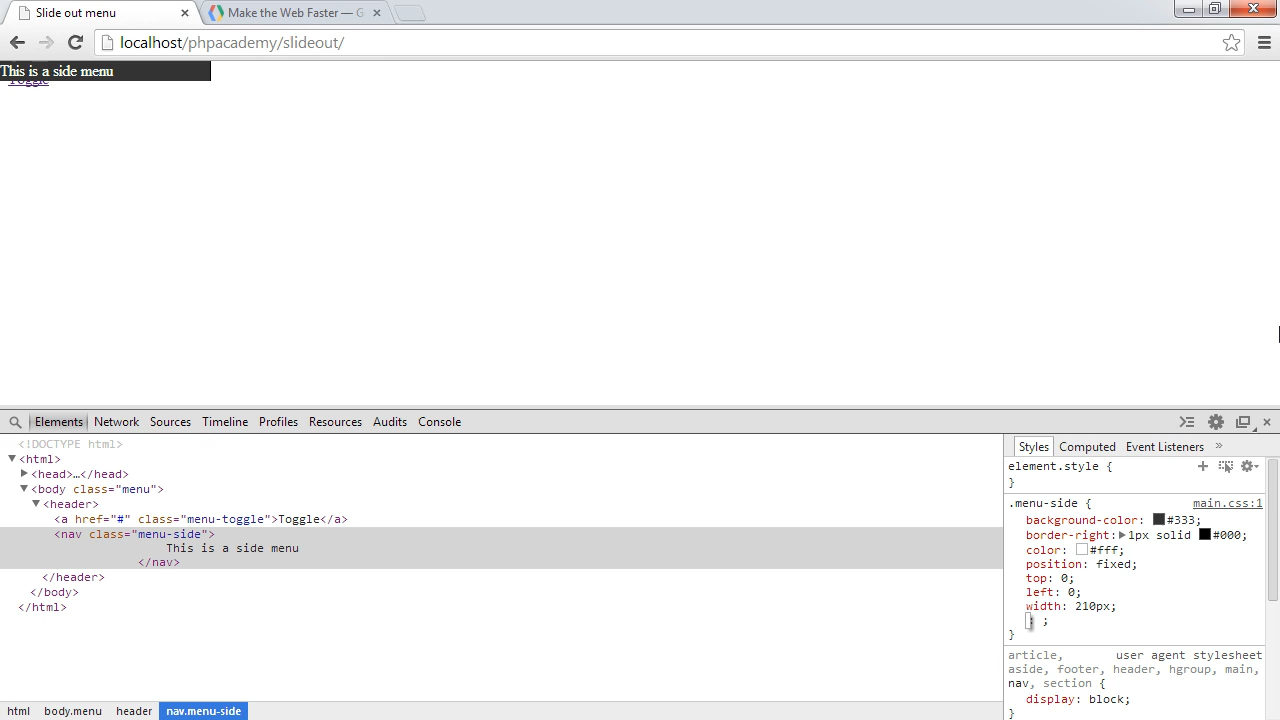 Slide out menu
Make the Web Faster — G
localhost/phpacademy/slideout/
This is a side menu
Toggle
Elements Network Sources Timeline Profiles Resources Audits Console
<!DOCTYPE html>
<html>
<head>…</head>
<body class="menu">
<header>
<a href="#" class="menu-toggle">Toggle</a>
<nav class="menu-side">
This is a side menu
</nav>
</header>
</body>
</html>
html body.menu header nav.menu-side
Styles Computed Event Listeners »
element.style {
}
.menu-side { main.css:1
background-color: #333;
border-right: 1px solid #000;
color: #fff;
position: fixed;
top: 0;
left: 0;
width: 210px;
: ;
}
article, user agent stylesheet
aside, footer, header, hgroup, main,
nav, section {
display: block;
}